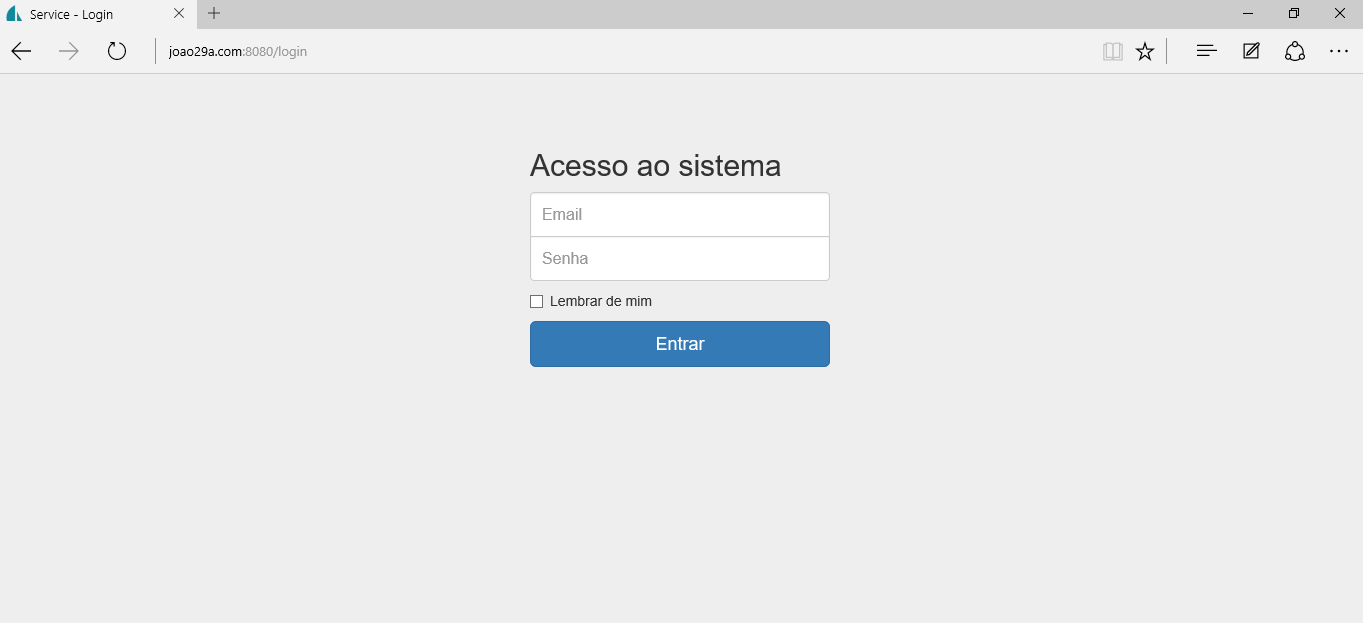 Service - Login
joao29a.com:8080/login
Acesso ao sistema
Email
Senha
Lembrar de mim
Entrar